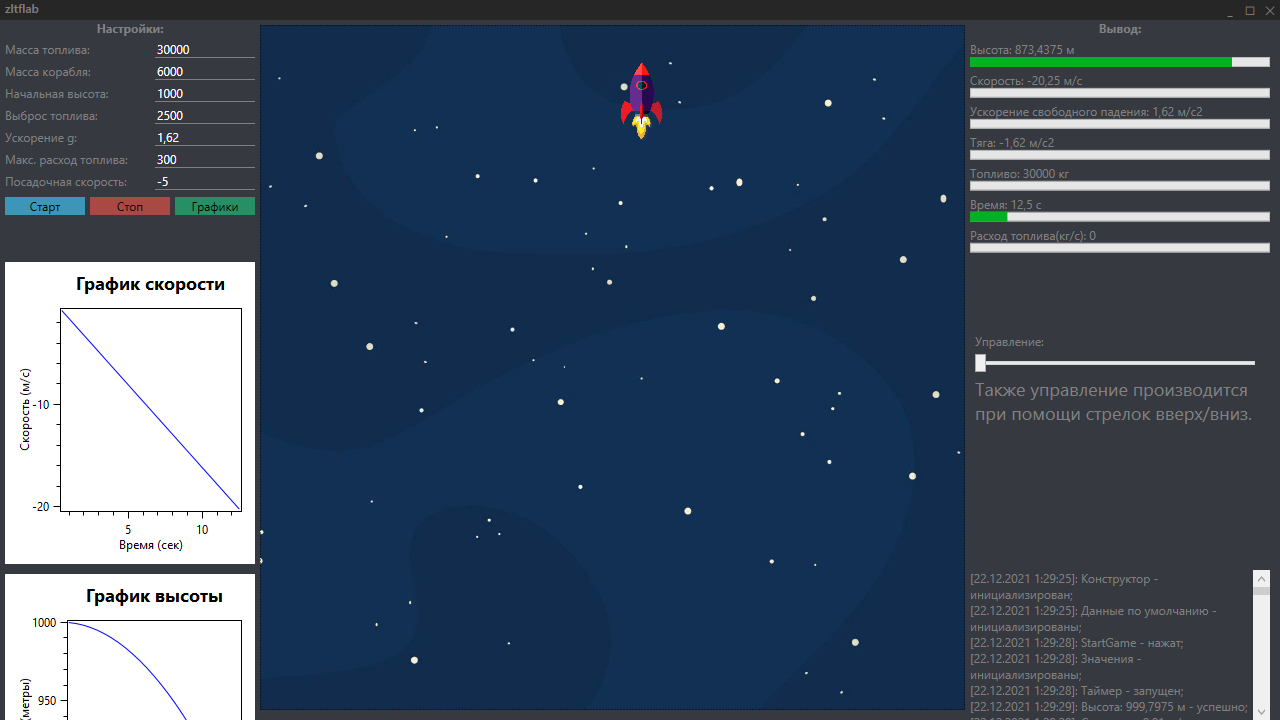 zltflab
Настройки:
Масса топлива: 30000
Масса корабля: 6000
Начальная высота: 1000
Выброс топлива: 2500
Ускорение g: 1,62
Макс. расход топлива: 300
Посадочная скорость: -5
Старт Стоп Графики
График скорости
Скорость (м/с)
-10
-20
5 10
Время (сек)
График высоты
1000
950
(метры)
Вывод:
Высота: 873,4375 м
Скорость: -20,25 м/с
Ускорение свободного падения: 1,62 м/с2
Тяга: -1,62 м/с2
Топливо: 30000 кг
Время: 12,5 с
Расход топлива(кг/с): 0
Управление:
Также управление производится
при помощи стрелок вверх/вниз.
[22.12.2021 1:29:25]: Конструктор -
инициализирован;
[22.12.2021 1:29:25]: Данные по умолчанию -
инициализированы;
[22.12.2021 1:29:28]: StartGame - нажат;
[22.12.2021 1:29:28]: Значения -
инициализированы;
[22.12.2021 1:29:28]: Таймер - запущен;
[22.12.2021 1:29:29]: Высота: 999,7975 м - успешно;